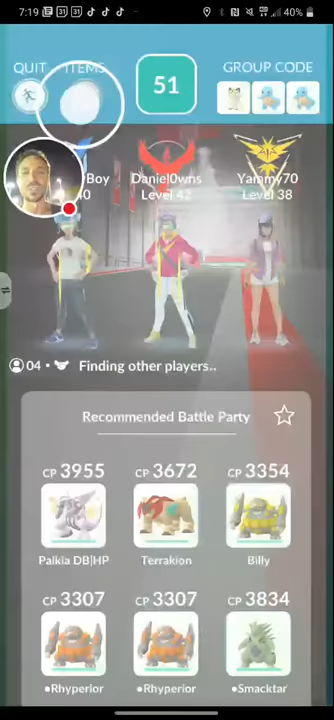 7:19
31 31
40%
QUIT ITEMS
51
GROUP CODE
Boy
Daniel0wns
Level 42
Yammy70
Level 38
04 • Finding other players..
Recommended Battle Party
CP 3955
CP 3672
CP 3354
Palkia DB|HP
Terrakion
Billy
CP 3307
CP 3307
CP 3834
•Rhyperior
•Rhyperior
•Smacktar